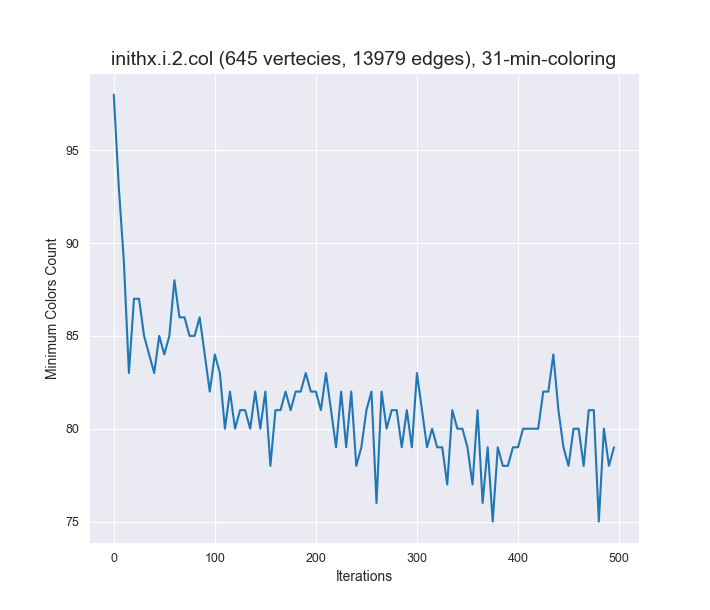 inithx.i.2.col (645 vertecies, 13979 edges), 31-min-coloring
95
90
85
80
75
Minimum Colors Count
0 100 200 300 400 500
Iterations